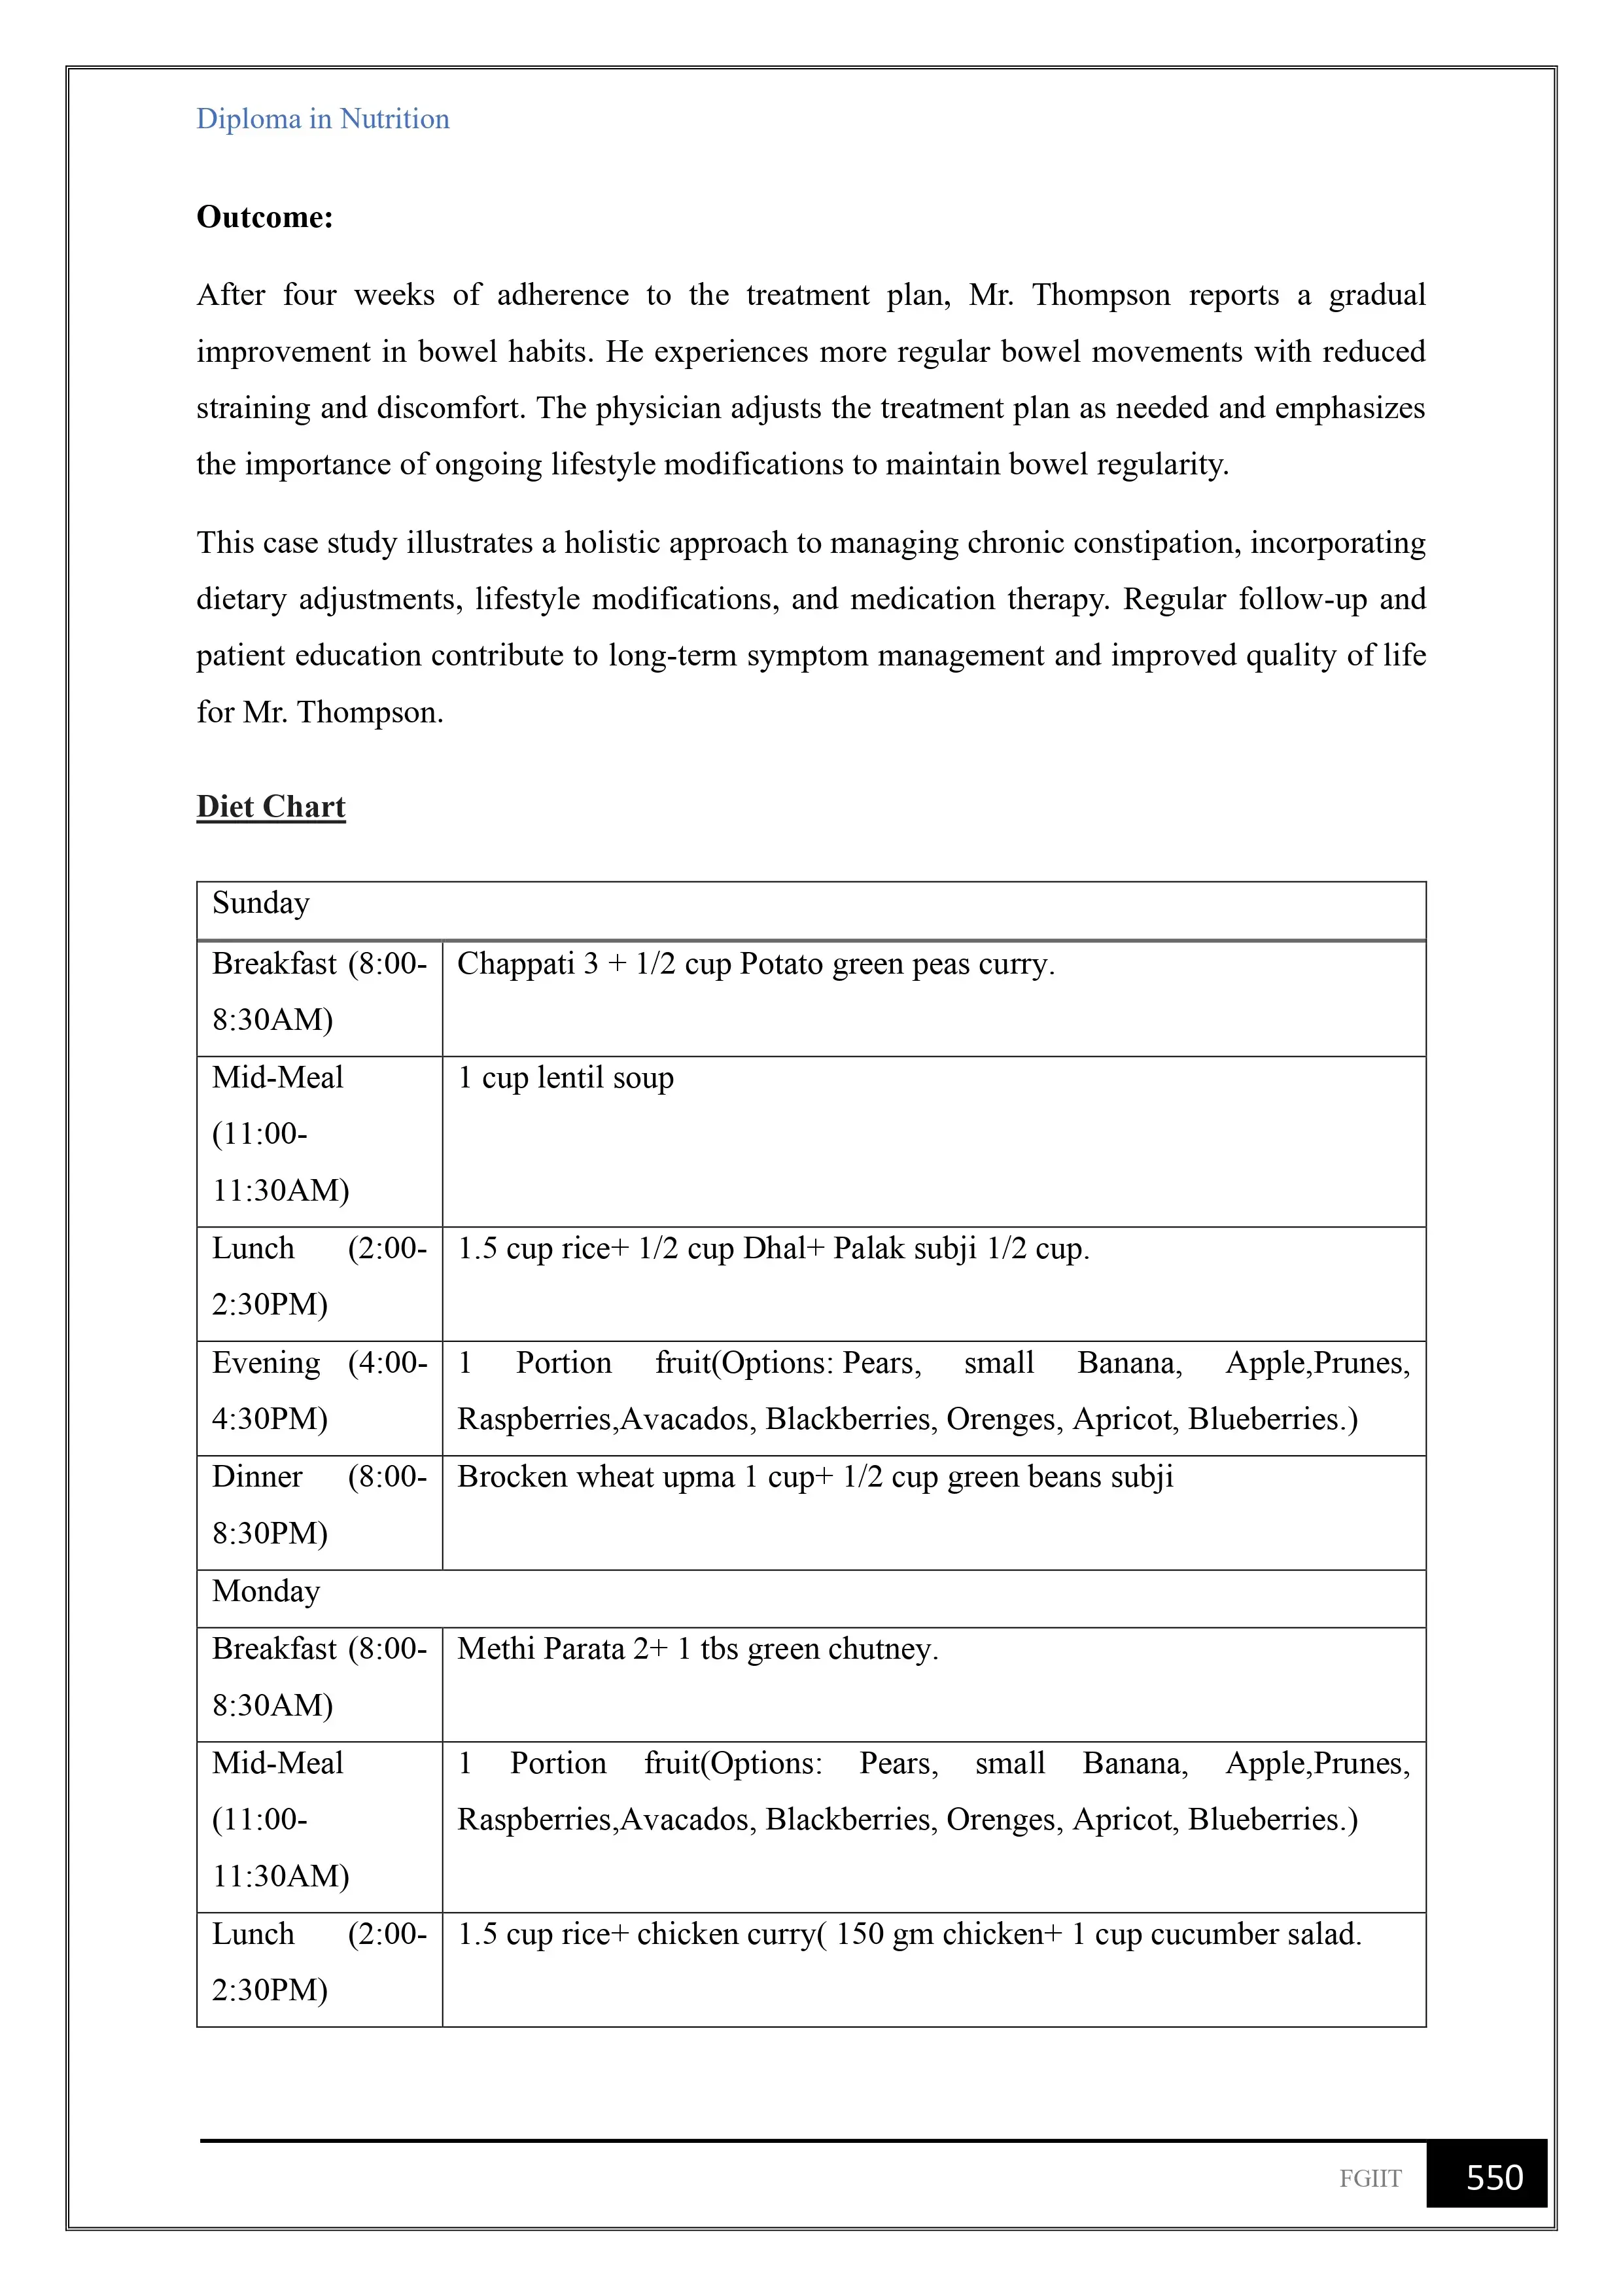 Diploma in Nutrition
Outcome:
After four weeks of adherence to the treatment plan, Mr. Thompson reports a gradual
improvement in bowel habits. He experiences more regular bowel movements with reduced
straining and discomfort. The physician adjusts the treatment plan as needed and emphasizes
the importance of ongoing lifestyle modifications to maintain bowel regularity.
This case study illustrates a holistic approach to managing chronic constipation, incorporating
dietary adjustments, lifestyle modifications, and medication therapy. Regular follow-up and
patient education contribute to long-term symptom management and improved quality of life
for Mr. Thompson.
Diet Chart
Sunday
Breakfast (8:00-
8:30AM)
Chappati 3 + 1/2 cup Potato green peas curry.
Mid-Meal
(11:00-
11:30AM)
1 cup lentil soup
Lunch (2:00-
2:30PM)
1.5 cup rice+ 1/2 cup Dhal+ Palak subji 1/2 cup.
Evening (4:00-
4:30PM)
1 Portion fruit(Options: Pears, small Banana, Apple,Prunes,
Raspberries,Avacados, Blackberries, Orenges, Apricot, Blueberries.)
Dinner (8:00-
8:30PM)
Brocken wheat upma 1 cup+ 1/2 cup green beans subji
Monday
Breakfast (8:00-
8:30AM)
Methi Parata 2+ 1 tbs green chutney.
Mid-Meal
(11:00-
11:30AM)
1 Portion fruit(Options: Pears, small Banana, Apple,Prunes,
Raspberries,Avacados, Blackberries, Orenges, Apricot, Blueberries.)
Lunch (2:00-
2:30PM)
1.5 cup rice+ chicken curry( 150 gm chicken+ 1 cup cucumber salad.
FGIIT 550